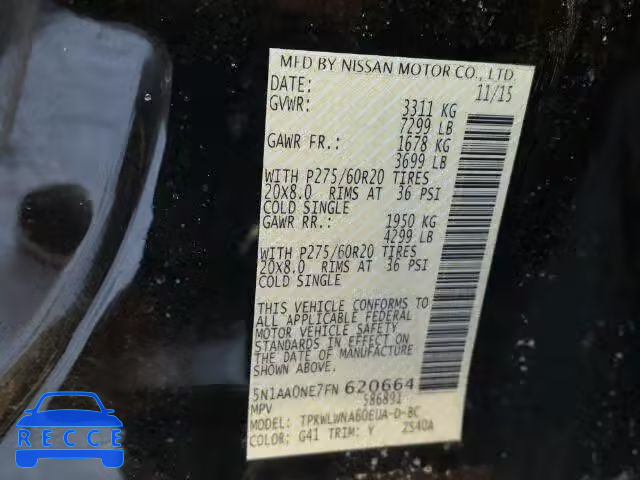 MFD BY NISSAN MOTOR CO., LTD.
DATE: 11/15
GVWR: 3311 KG
7299 LB
GAWR FR.: 1678 KG
3699 LB
WITH P275/60R20 TIRES
20X8.0 RIMS AT 36 PSI
COLD SINGLE
GAWR RR.: 1950 KG
4299 LB
WITH P275/60R20 TIRES
20X8.0 RIMS AT 36 PSI
COLD SINGLE
THIS VEHICLE CONFORMS TO
ALL APPLICABLE FEDERAL
MOTOR VEHICLE SAFETY
STANDARDS IN EFFECT ON
THE DATE OF MANUFACTURE
SHOWN ABOVE.
5N1AA0NE7FN 620664
MPV 586891
MODEL: TPKWLWNA60EUA-D-BC
COLOR: G41 TRIM: Y 2S40A
BIDFAX